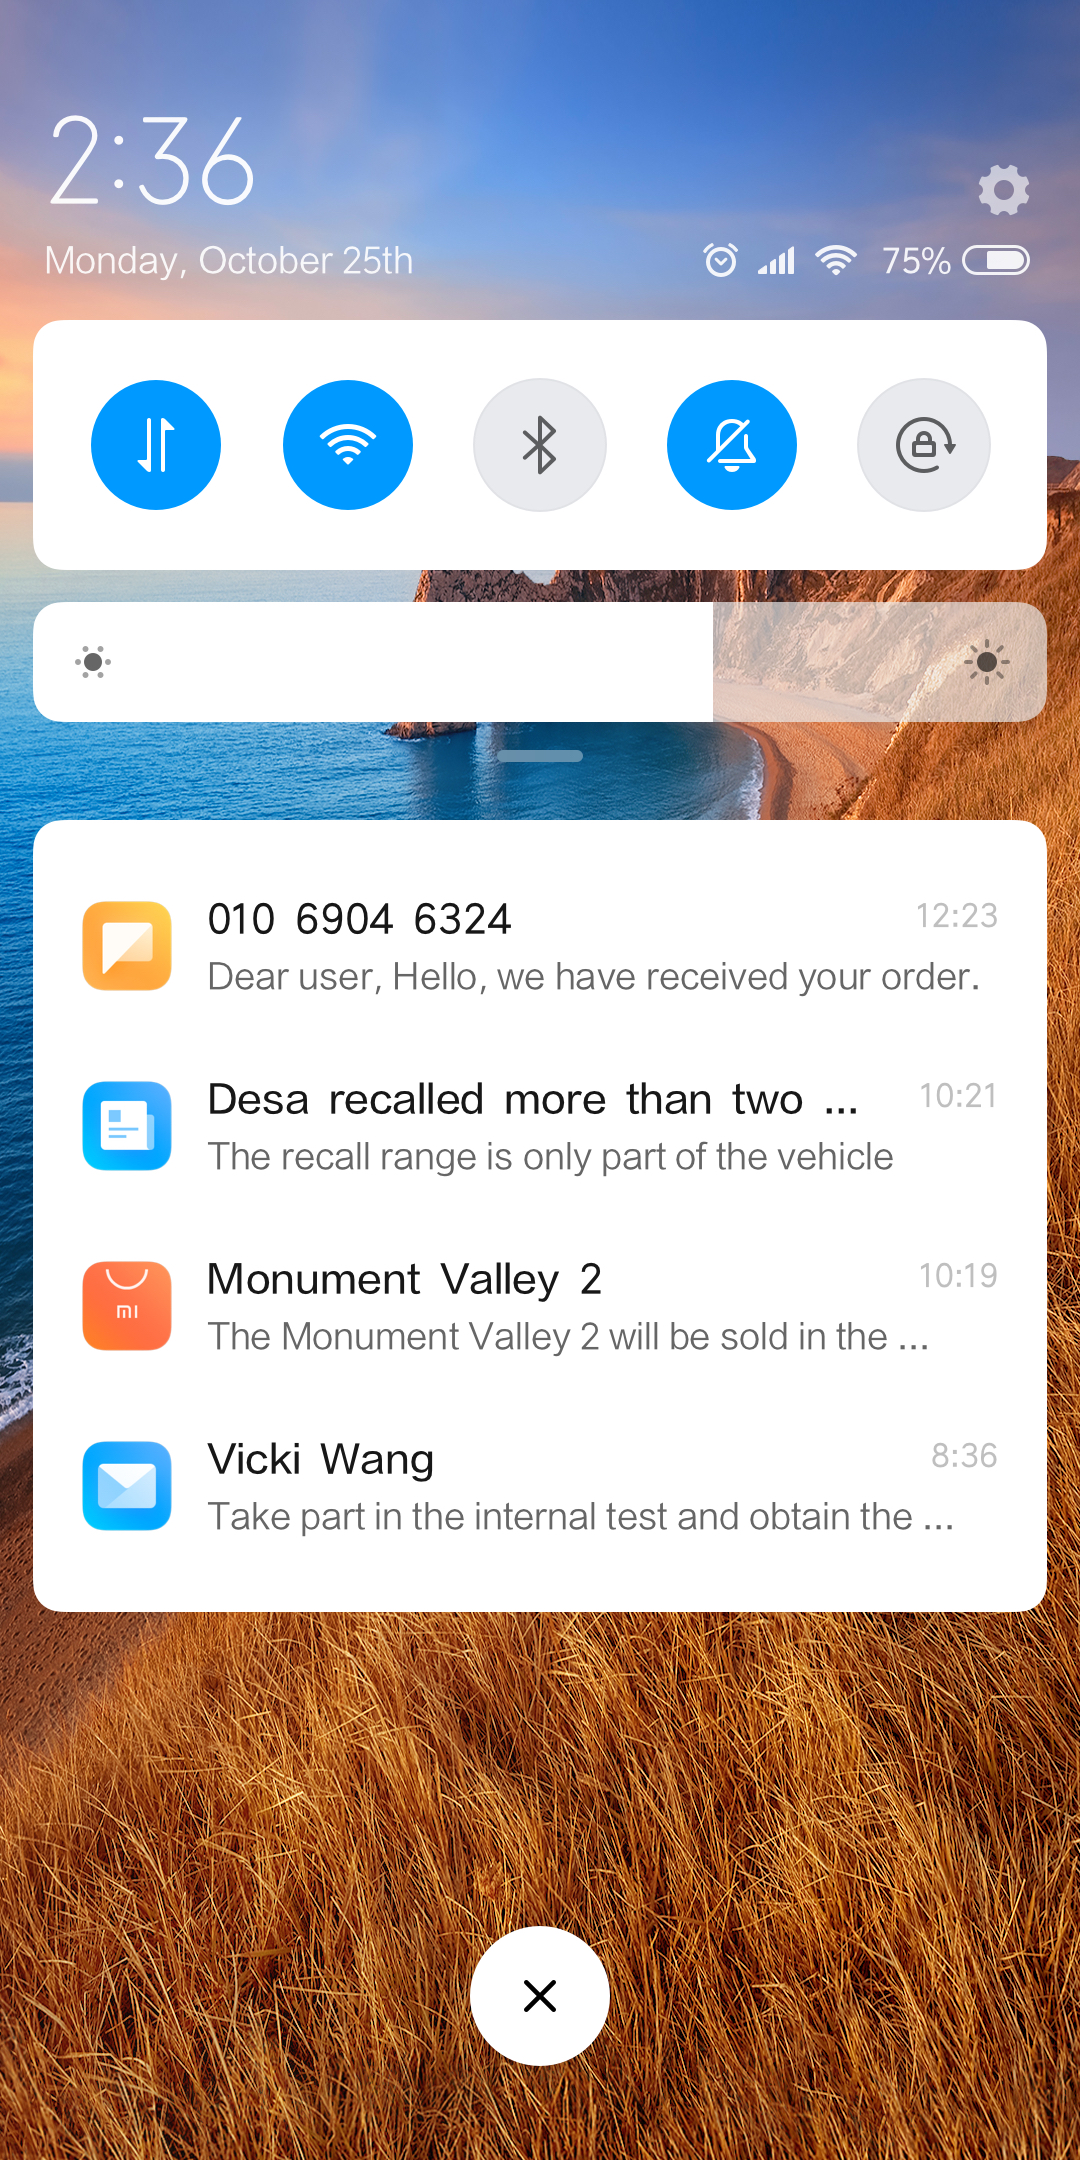 2:36
Monday, October 25th
75%
010 6904 6324
12:23
Dear user, Hello, we have received your order.
Desa recalled more than two ...
10:21
The recall range is only part of the vehicle
MI
Monument Valley 2
10:19
The Monument Valley 2 will be sold in the ...
Vicki Wang
8:36
Take part in the internal test and obtain the ...